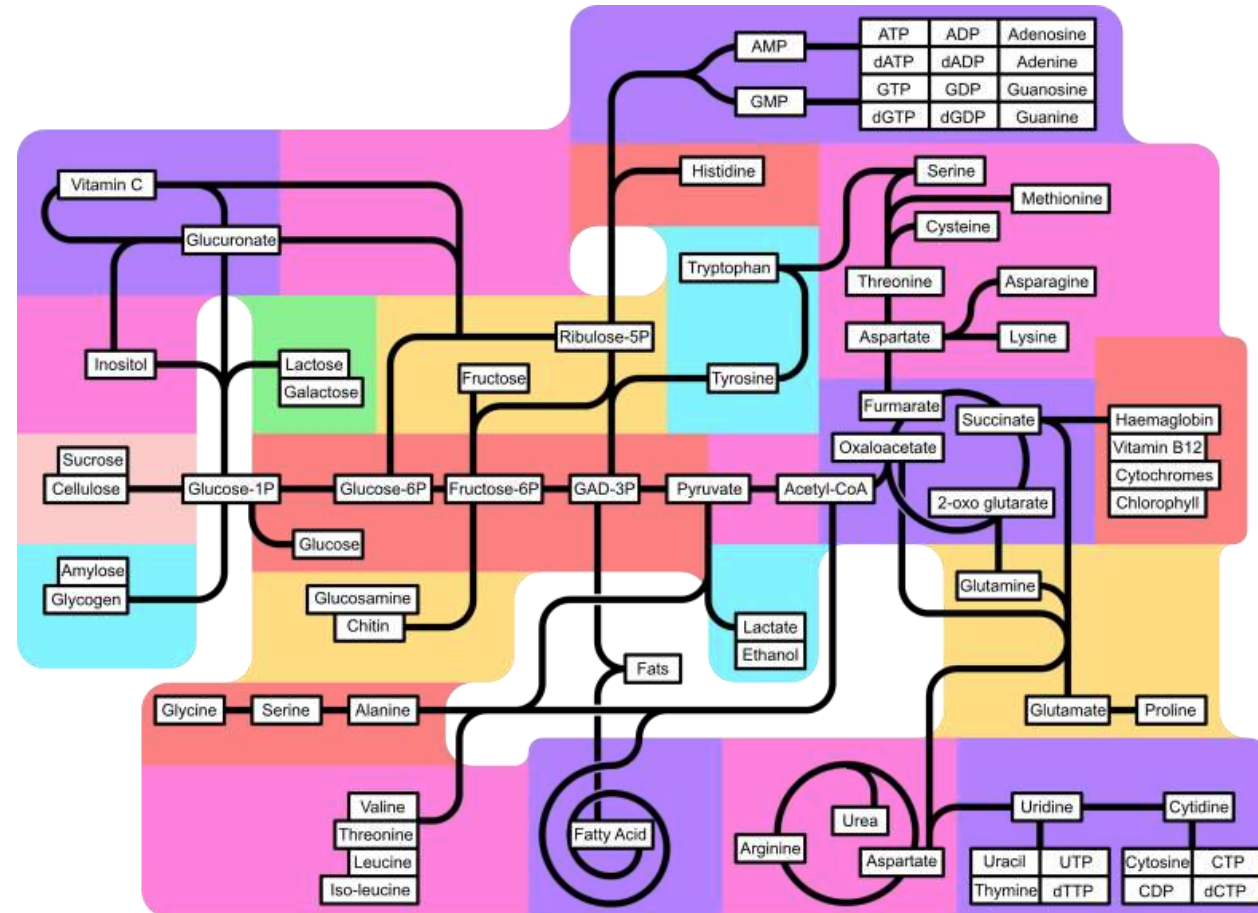 ATP ADP Adenosine
AMP
dATP dADP Adenine
GTP GDP Guanosine
GMP
dGTP dGDP Guanine
Histidine
Serine
Vitamin C
Methionine
Cysteine
Glucuronate
Tryptophan
Threonine
Asparagine
Ribulose-5P
Aspartate
Lysine
Inositol
Lactose
Fructose
Tyrosine
Galactose
Furmarate
Succinate
Haemaglobin
Oxaloacetate
Vitamin B12
Sucrose
Cytochromes
Cellulose
Glucose-1P
Glucose-6P
Fructose-6P
GAD-3P
Pyruvate
Acetyl-CoA
2-oxo glutarate
Chlorophyll
Glucose
Amylose
Glycogen
Glutamine
Glucosamine
Chitin
Lactate
Ethanol
Fats
Glycine
Serine
Alanine
Glutamate
Proline
Valine
Threonine
Leucine
Iso-leucine
Fatty Acid
Urea
Arginine
Aspartate
Uridine
Cytidine
Uracil UTP
Thymine dTTP
Cytosine CTP
CDP dCTP